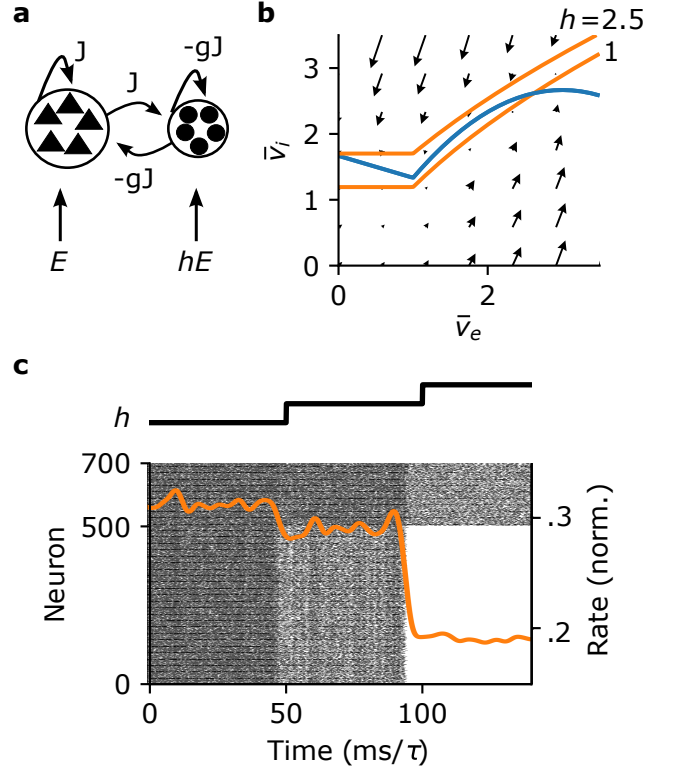 a
J
J
-gJ
-gJ
E
hE
b
h = 2.5
1
3
2
1
0
v̄i
0
2
v̄e
c
h
700
500
0
Neuron
.3
.2
Rate (norm.)
0
50
100
Time (ms/τ)